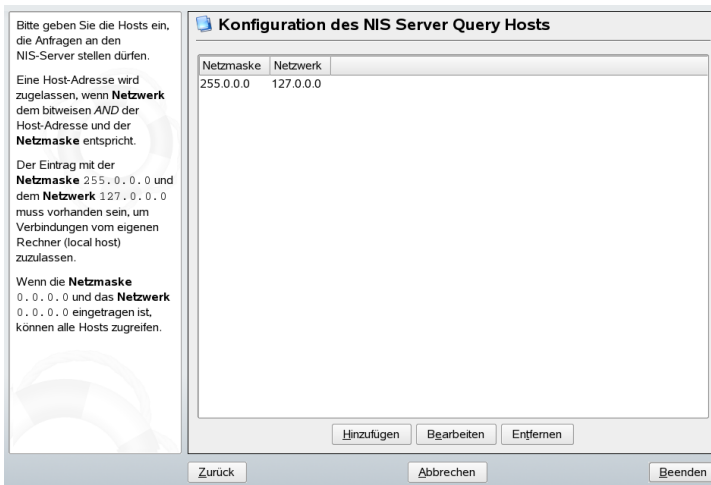 Bitte geben Sie die Hosts ein,
die Anfragen an den
NIS-Server stellen dürfen.
Eine Host-Adresse wird
zugelassen, wenn Netzwerk
dem bitweisen AND der
Host-Adresse und der
Netzmaske entspricht.
Der Eintrag mit der
Netzmaske 255.0.0.0 und
dem Netzwerk 127.0.0.0
muss vorhanden sein, um
Verbindungen vom eigenen
Rechner (local host)
zuzulassen.
Wenn die Netzmaske
0.0.0.0 und das Netzwerk
0.0.0.0 eingetragen ist,
können alle Hosts zugreifen.
Konfiguration des NIS Server Query Hosts
Netzmaske Netzwerk
255.0.0.0 127.0.0.0
Hinzufügen Bearbeiten Entfernen
Zurück Abbrechen Beenden